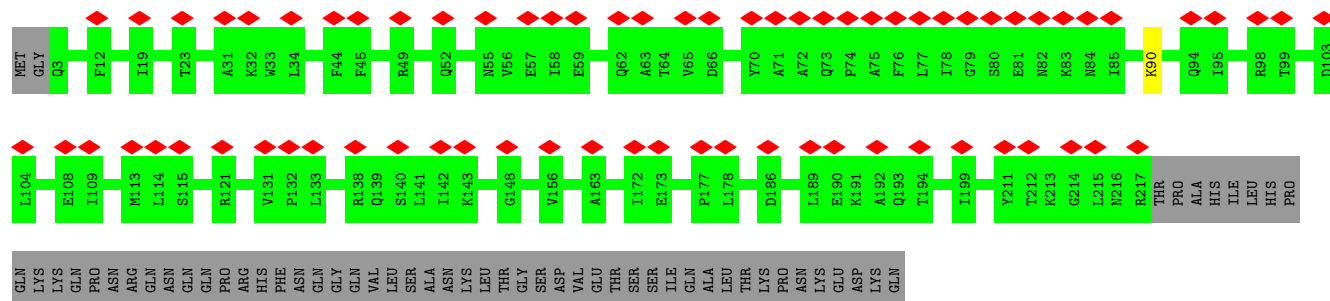 MET GLY Q3 F12 I19 T23 A31 K32 W33 L34 F44 F45 R49 Q52 N55 V56 E57 I58 E59 Q62 A63 T64 V65 D66 Y70 A71 A72 Q73 P74 A75 F76 L77 I78 G79 S80 E81 N82 K83 N84 I85 K90 Q94 I95 R98 T99 D103
L104 E108 I109 M113 L114 S115 R121 V131 P132 L133 R138 Q139 S140 L141 I142 K143 G148 V156 A163 I172 E173 P177 L178 D186 L189 E190 K191 A192 Q193 T194 I199 Y211 T212 K213 G214 L215 N216 R217 THR PRO ALA HIS ILE LEU HIS PRO
GLN LYS LYS GLN PRO ASN ARG GLN ASN GLN GLN PRO ARG HIS PHE ASN GLN GLY GLN VAL LEU SER ALA ASN LYS LEU THR GLY SER ASP VAL GLU THR SER SER ILE GLN ALA LEU THR LYS PRO ASN LYS GLU ASP LYS GLN